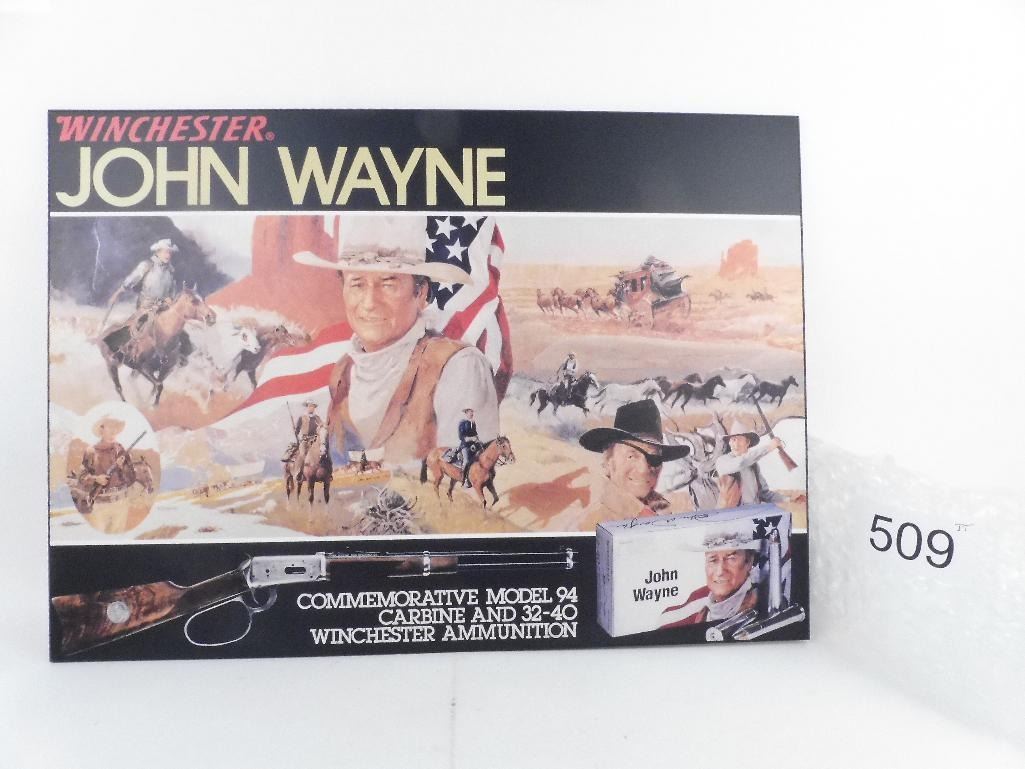 WINCHESTER®
JOHN WAYNE
COMMEMORATIVE MODEL 94
CARBINE AND 32-40
WINCHESTER AMMUNITION
John
Wayne
509